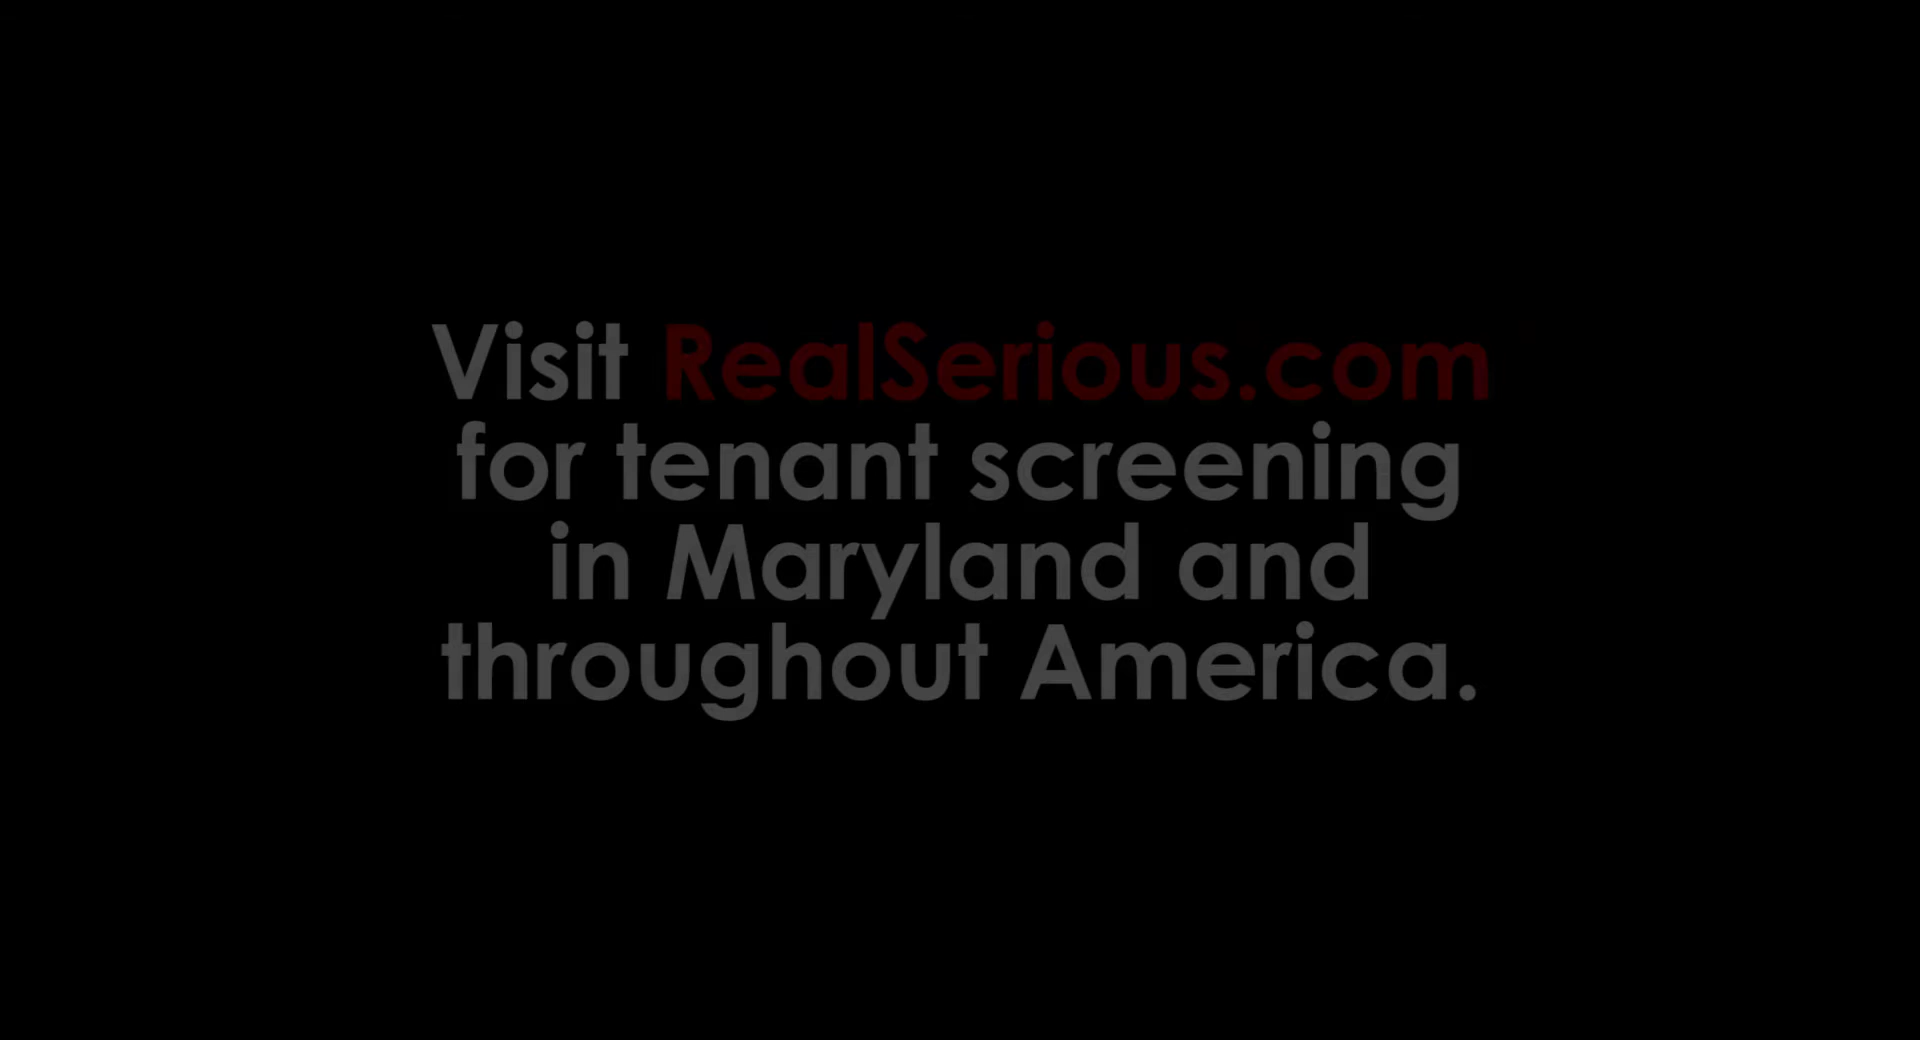 Visit RealSerious.com
for tenant screening
in Maryland and
throughout America.